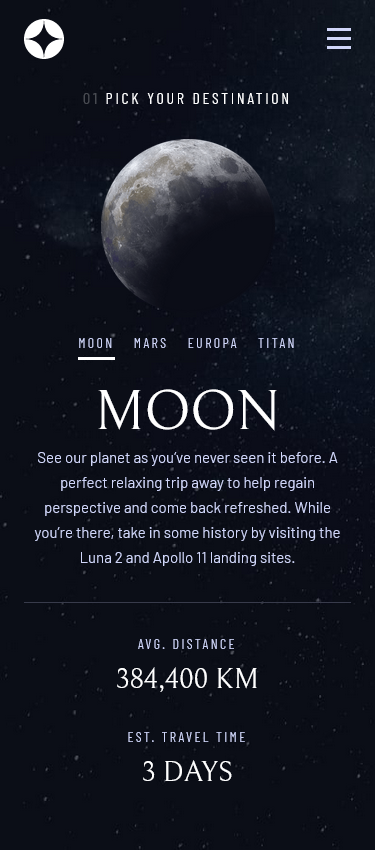 01 PICK YOUR DESTINATION
MOON MARS EUROPA TITAN
MOON
See our planet as you’ve never seen it before. A
perfect relaxing trip away to help regain
perspective and come back refreshed. While
you’re there, take in some history by visiting the
Luna 2 and Apollo 11 landing sites.
AVG. DISTANCE
384,400 KM
EST. TRAVEL TIME
3 DAYS